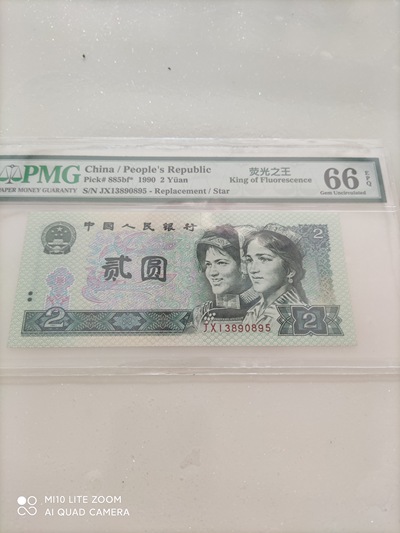 PMG
PAPER MONEY GUARANTY
China / People's Republic
Pick# 885bf* 1990 2 Yüan
S/N JX13890895 - Replacement / Star
荧光之王
King of Fluorescence
66 EPQ
Gem Uncirculated
中国人民银行
贰圆
2
2
2
JX13890895
MI10 LITE ZOOM
AI QUAD CAMERA